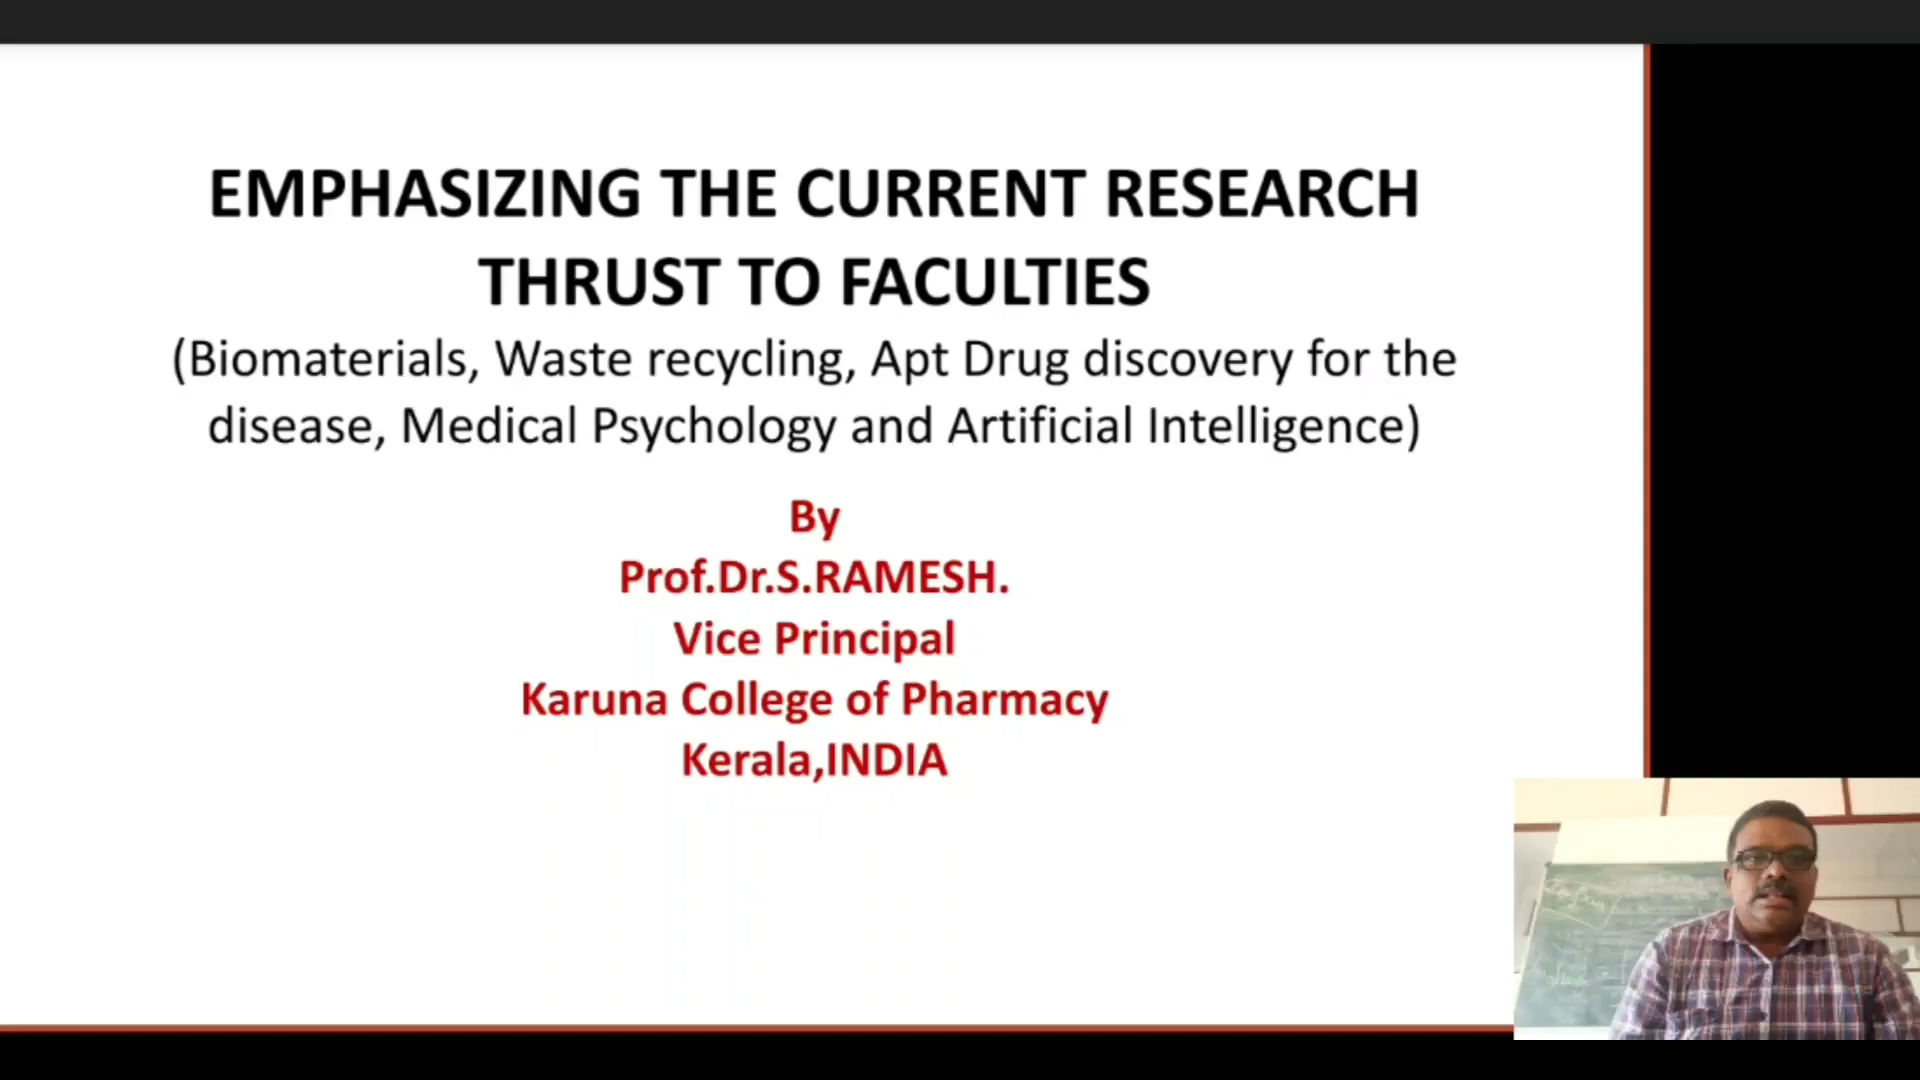 EMPHASIZING THE CURRENT RESEARCH
THRUST TO FACULTIES
(Biomaterials, Waste recycling, Apt Drug discovery for the
disease, Medical Psychology and Artificial Intelligence)
By
Prof.Dr.S.RAMESH.
Vice Principal
Karuna College of Pharmacy
Kerala,INDIA